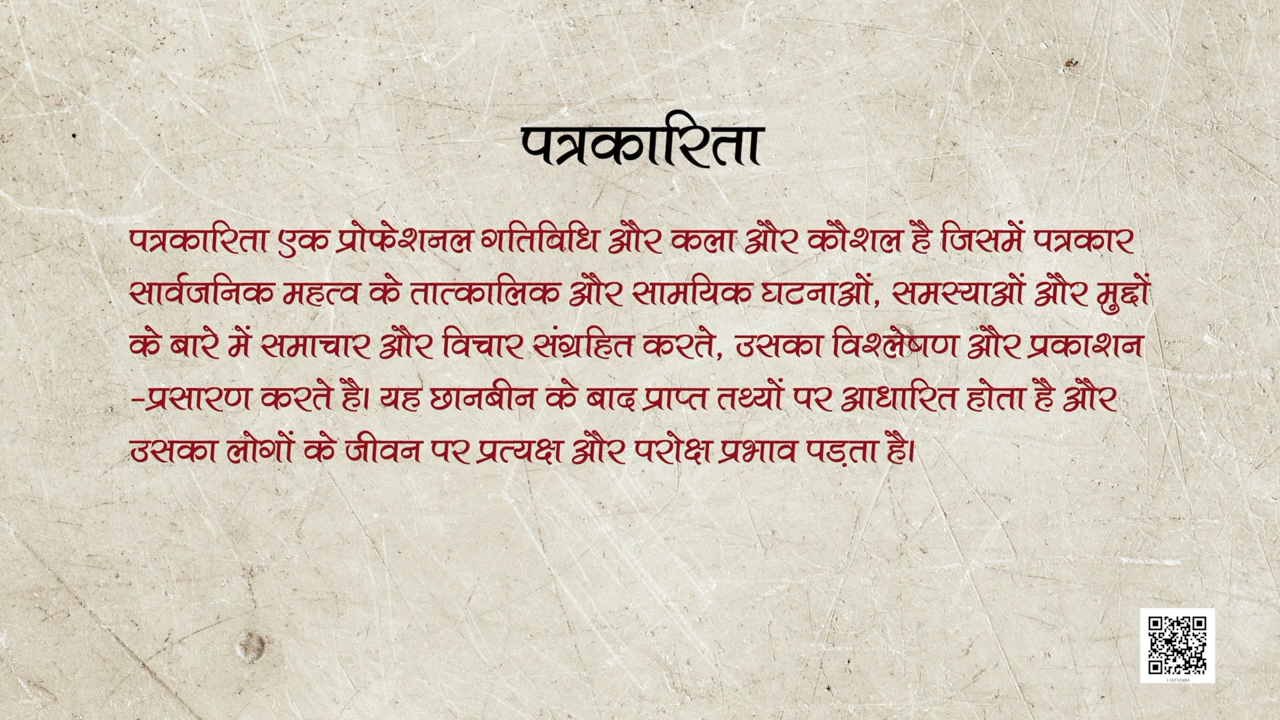 पत्रकारिता
पत्रकारिता एक प्रोफेशनल गतिविधि और कला और कौशल है जिसमें पत्रकार
सार्वजनिक महत्व के तात्कालिक और सामयिक घटनाओं, समस्याओं और मुद्दों
के बारे में समाचार और विचार संग्रहित करते, उसका विश्लेषण और प्रकाशन
-प्रसारण करते है। यह छानबीन के बाद प्राप्त तथ्यों पर आधारित होता है और
उसका लोगों के जीवन पर प्रत्यक्ष और परोक्ष प्रभाव पड़ता है।